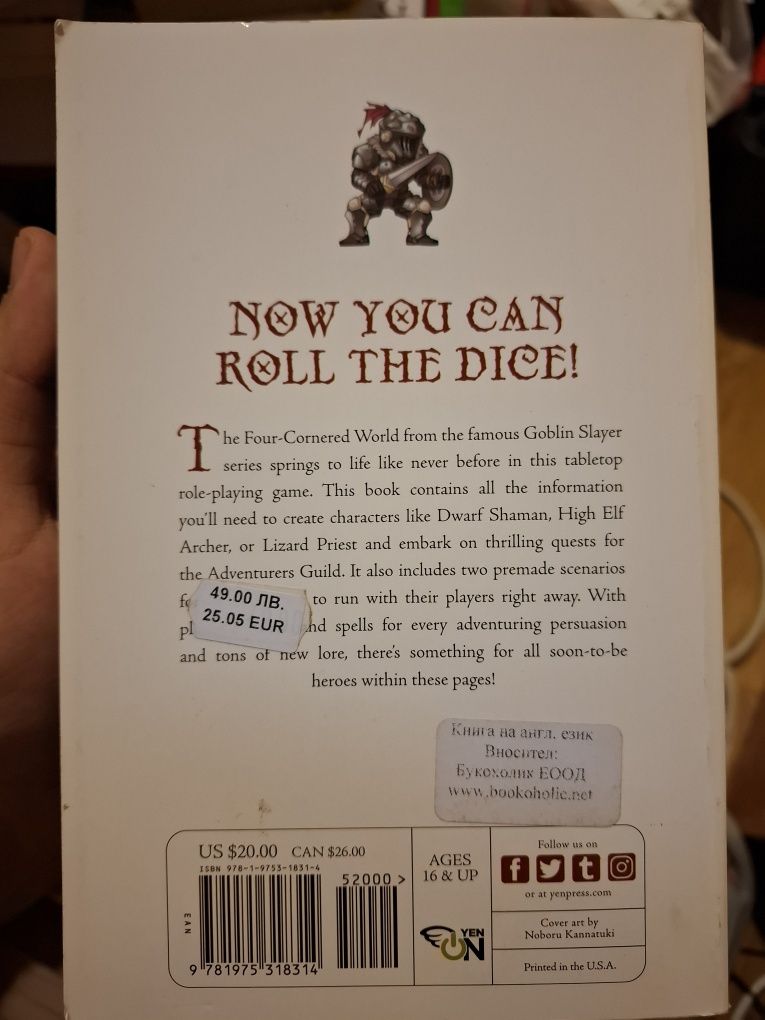 NOW YOU CAN
ROLL THE DICE!
The Four-Cornered World from the famous Goblin Slayer
series springs to life like never before in this tabletop
role-playing game. This book contains all the information
you'll need to create characters like Dwarf Shaman, High Elf
Archer, or Lizard Priest and embark on thrilling quests for
the Adventurers Guild. It also includes two premade scenarios
to run with their players right away. With
spells for every adventuring persuasion
and tons of new lore, there's something for all soon-to-be
heroes within these pages!
49.00 ЛВ.
25.05 EUR
Книга на англ. език
Вносител:
Букохолик ЕООД
www.bookoholic.net
US $20.00 CAN $26.00
ISBN 978-1-9753-1831-4
52000 >
EAN
9 781975 318314
AGES
16 & UP
YEN
ON
Follow us on
f t
or at yenpress.com
Cover art by
Noboru Kannatuki
Printed in the U.S.A.